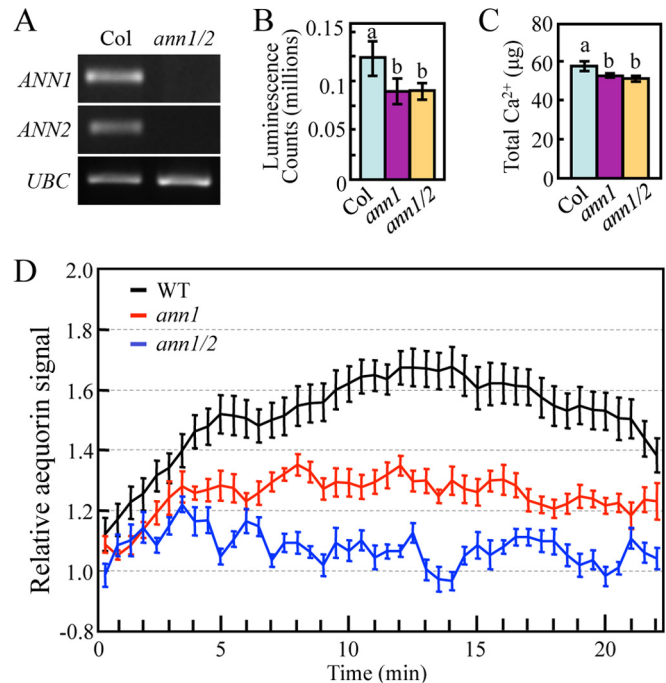 A
Col ann1/2
ANN1
ANN2
UBC
B
Luminescence
Counts (millions)
0.15
0.1
0.05
0
a
b
b
Col
ann1
ann1/2
C
Total Ca²⁺ (µg)
80
60
40
20
0
a
b
b
Col
ann1
ann1/2
D
Relative aequorin signal
2.0
1.8
1.6
1.4
1.2
1.0
-0.8
WT
ann1
ann1/2
0 5 10 15 20
Time (min)